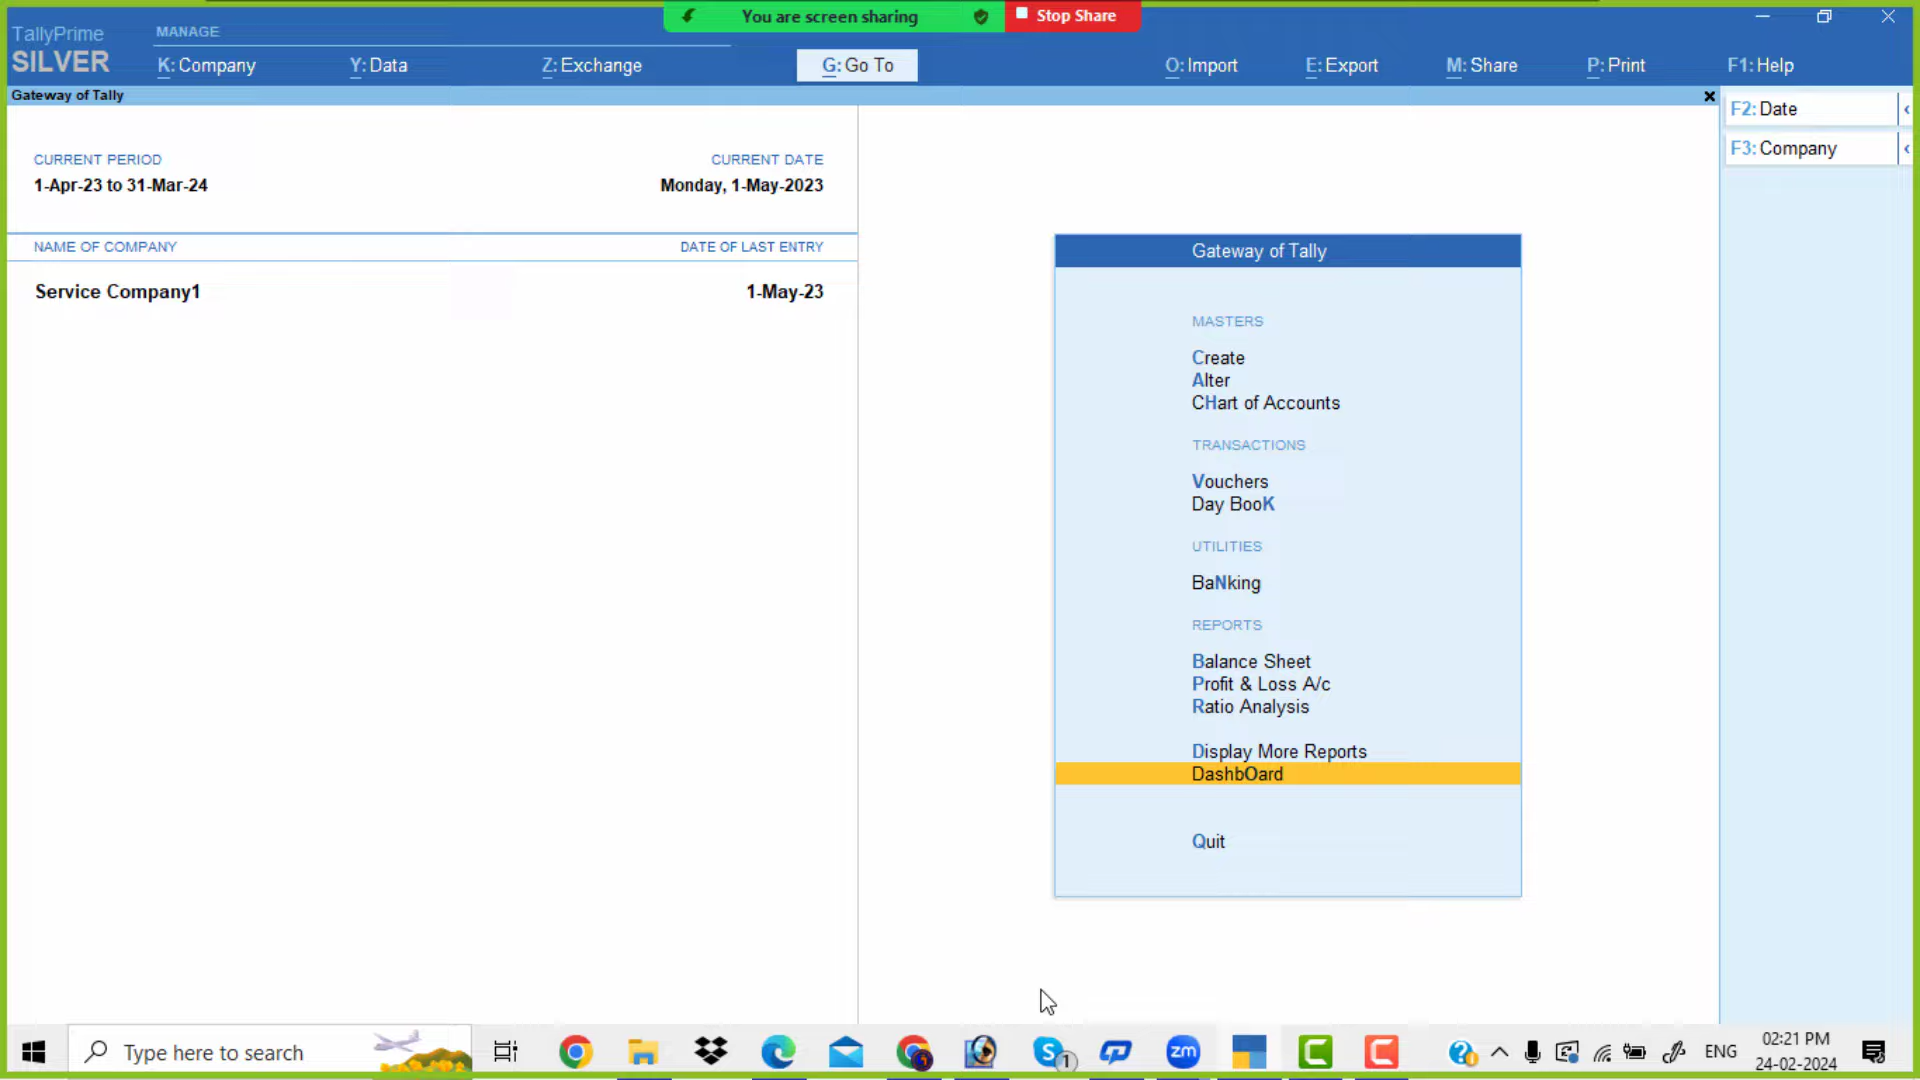 You are screen sharing
Stop Share
TallyPrime
SILVER
MANAGE
K: Company
Y: Data
Z: Exchange
G: Go To
O: Import
E: Export
M: Share
P: Print
F1: Help
Gateway of Tally
F2: Date
F3: Company
CURRENT PERIOD
CURRENT DATE
1-Apr-23 to 31-Mar-24
Monday, 1-May-2023
NAME OF COMPANY
DATE OF LAST ENTRY
Service Company1
1-May-23
Gateway of Tally
MASTERS
Create
Alter
CHart of Accounts
TRANSACTIONS
Vouchers
Day BooK
UTILITIES
BaNking
REPORTS
Balance Sheet
Profit & Loss A/c
Ratio Analysis
Display More Reports
DashbOard
Quit
Type here to search
1
zm
ENG
02:21 PM
24-02-2024